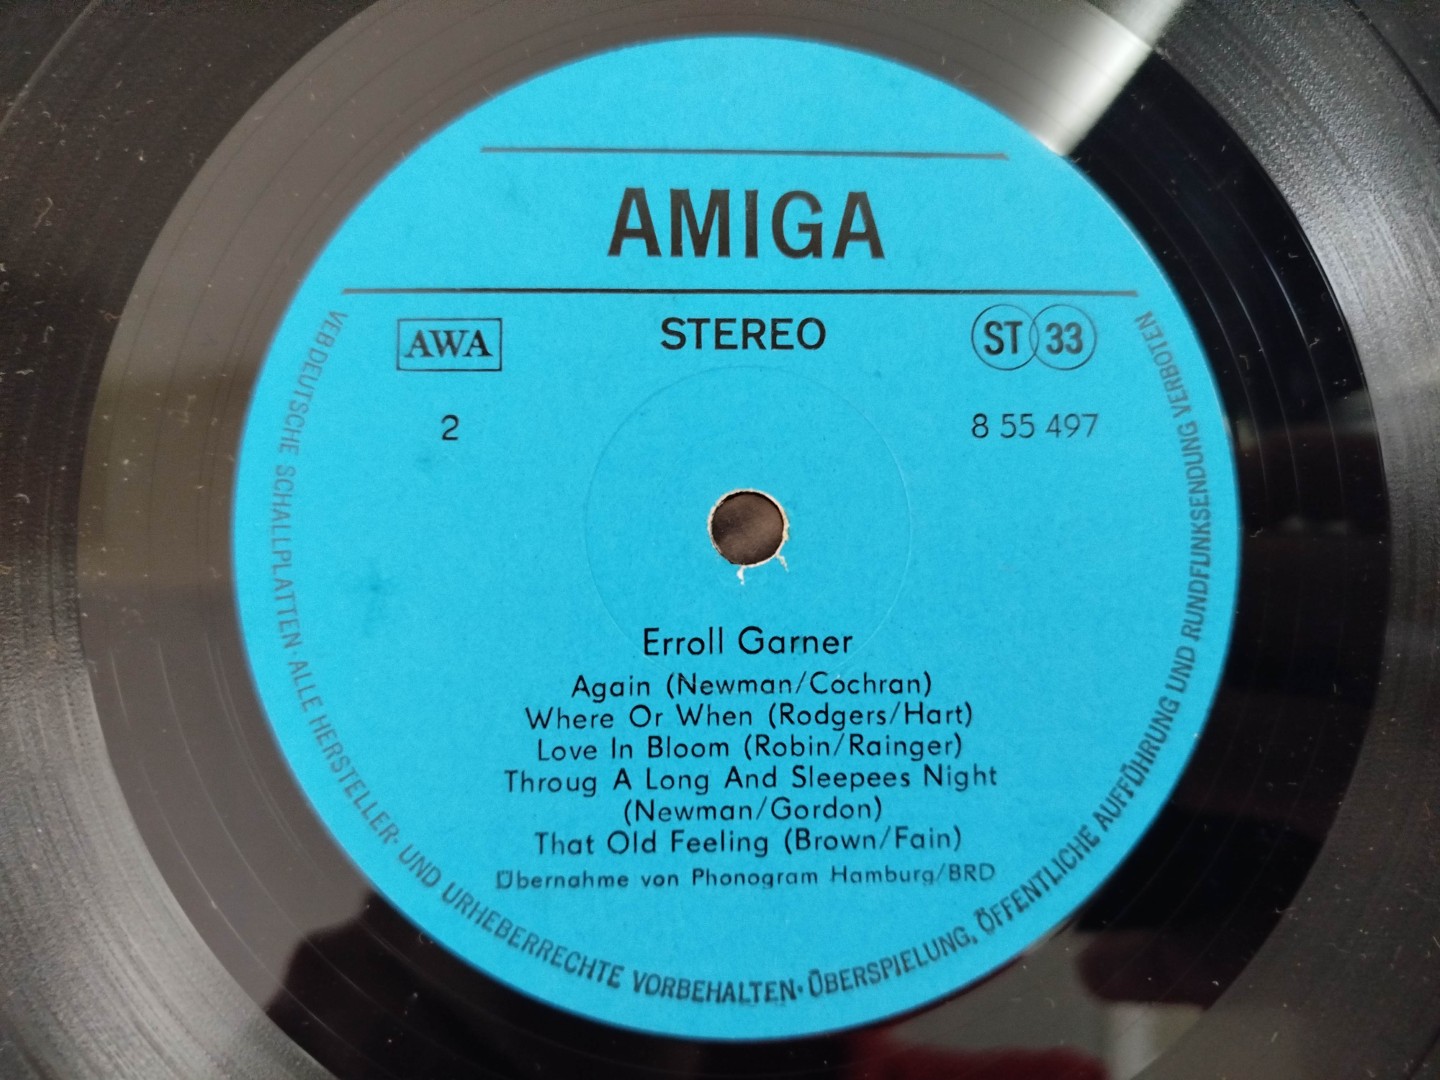 AMIGA
AWA
STEREO
ST 33
2
8 55 497
Erroll Garner
Again (Newman/Cochran)
Where Or When (Rodgers/Hart)
Love In Bloom (Robin/Rainger)
Throug A Long And Sleepees Night
(Newman/Gordon)
That Old Feeling (Brown/Fain)
Übernahme von Phonogram Hamburg/BRD
VEB DEUTSCHE SCHALLPLATTEN · ALLE HERSTELLER- UND URHEBERRECHTE VORBEHALTEN · ÜBERSPIELUNG, ÖFFENTLICHE AUFFÜHRUNG UND RUNDFUNKSENDUNG VERBOTEN